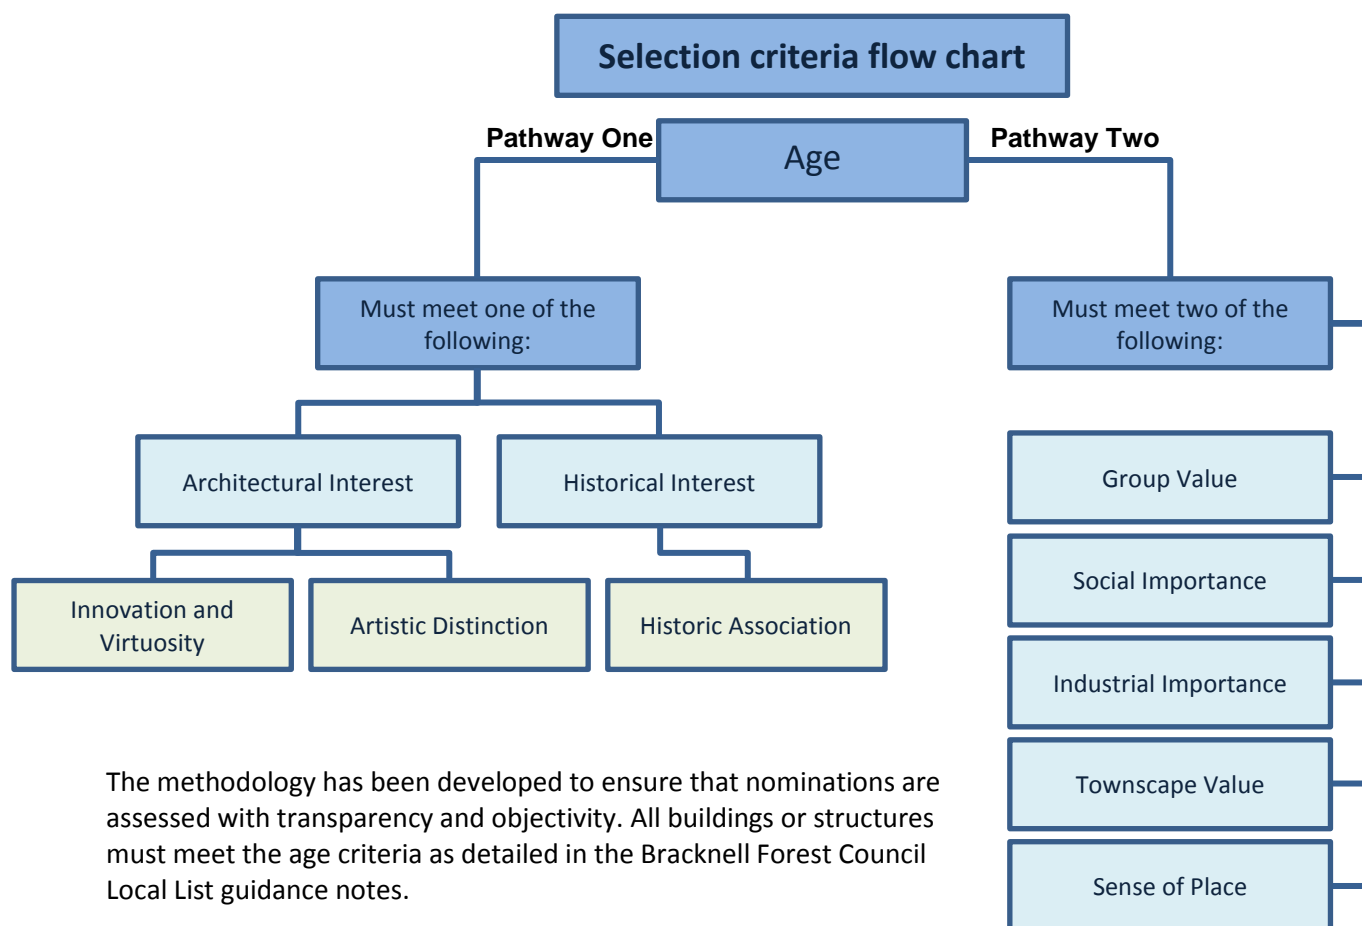 Selection criteria flow chart
Pathway One
Age
Pathway Two
Must meet one of the
following:
Must meet two of the
following:
Architectural Interest
Historical Interest
Innovation and
Virtuosity
Artistic Distinction
Historic Association
Group Value
Social Importance
Industrial Importance
Townscape Value
Sense of Place
The methodology has been developed to ensure that nominations are
assessed with transparency and objectivity. All buildings or structures
must meet the age criteria as detailed in the Bracknell Forest Council
Local List guidance notes.